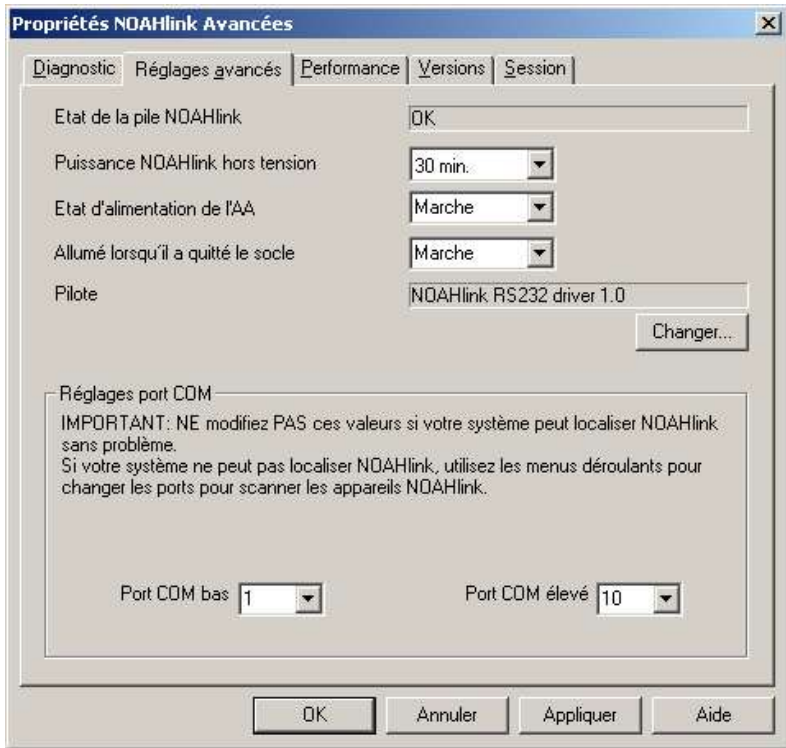 Propriétés NOAHlink Avancées
Diagnostic Réglages avancés Performance Versions Session
Etat de la pile NOAHlink OK
Puissance NOAHlink hors tension 30 min.
Etat d'alimentation de l'AA Marche
Allumé lorsqu'il a quitté le socle Marche
Pilote NOAHlink RS232 driver 1.0
Changer...
Réglages port COM
IMPORTANT: NE modifiez PAS ces valeurs si votre système peut localiser NOAHlink
sans problème.
Si votre système ne peut pas localiser NOAHlink, utilisez les menus déroulants pour
changer les ports pour scanner les appareils NOAHlink.
Port COM bas 1 Port COM élevé 10
OK Annuler Appliquer Aide